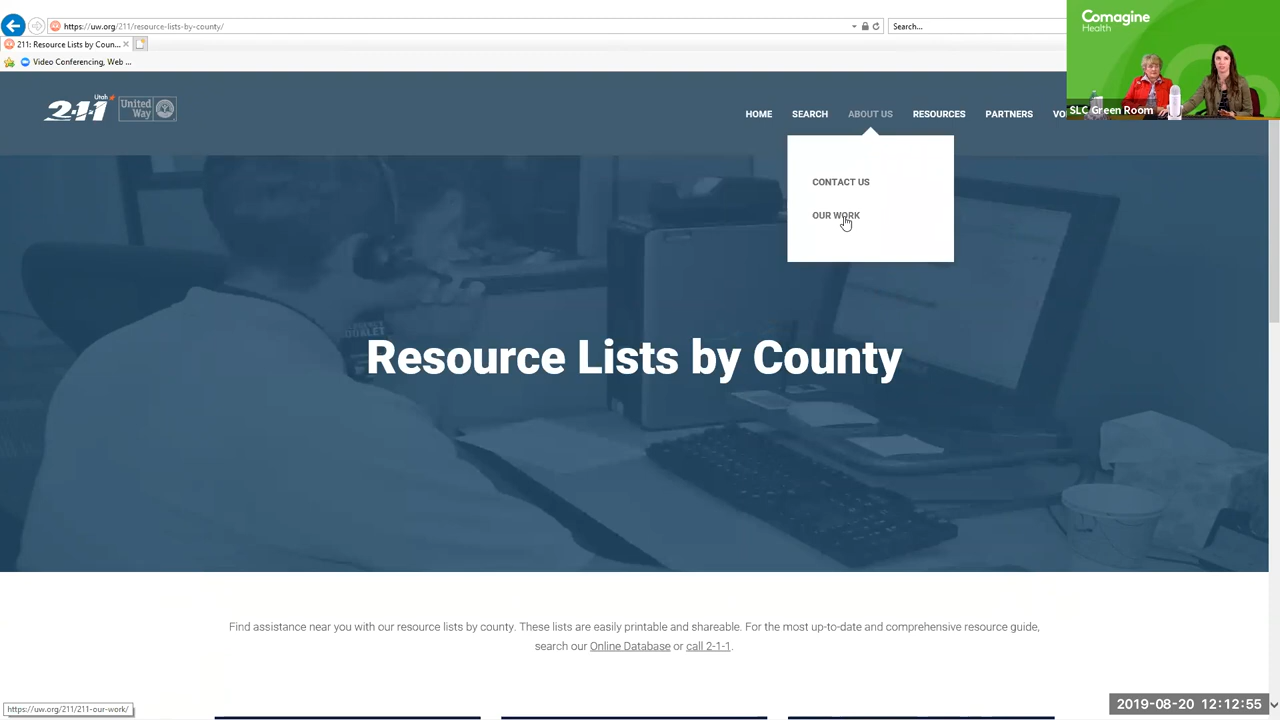 https://uw.org/211/resource-lists-by-county/
Search...
211: Resource Lists by Coun...
Video Conferencing, Web ...
Comagine
Health
SLC Green Room
Utah
2-1-1
United
Way
HOME
SEARCH
ABOUT US
RESOURCES
PARTNERS
VO
CONTACT US
OUR WORK
Resource Lists by County
Find assistance near you with our resource lists by county. These lists are easily printable and shareable. For the most up-to-date and comprehensive resource guide,
search our Online Database or call 2-1-1.
https://uw.org/211/211-our-work/
2019-08-20 12:12:55